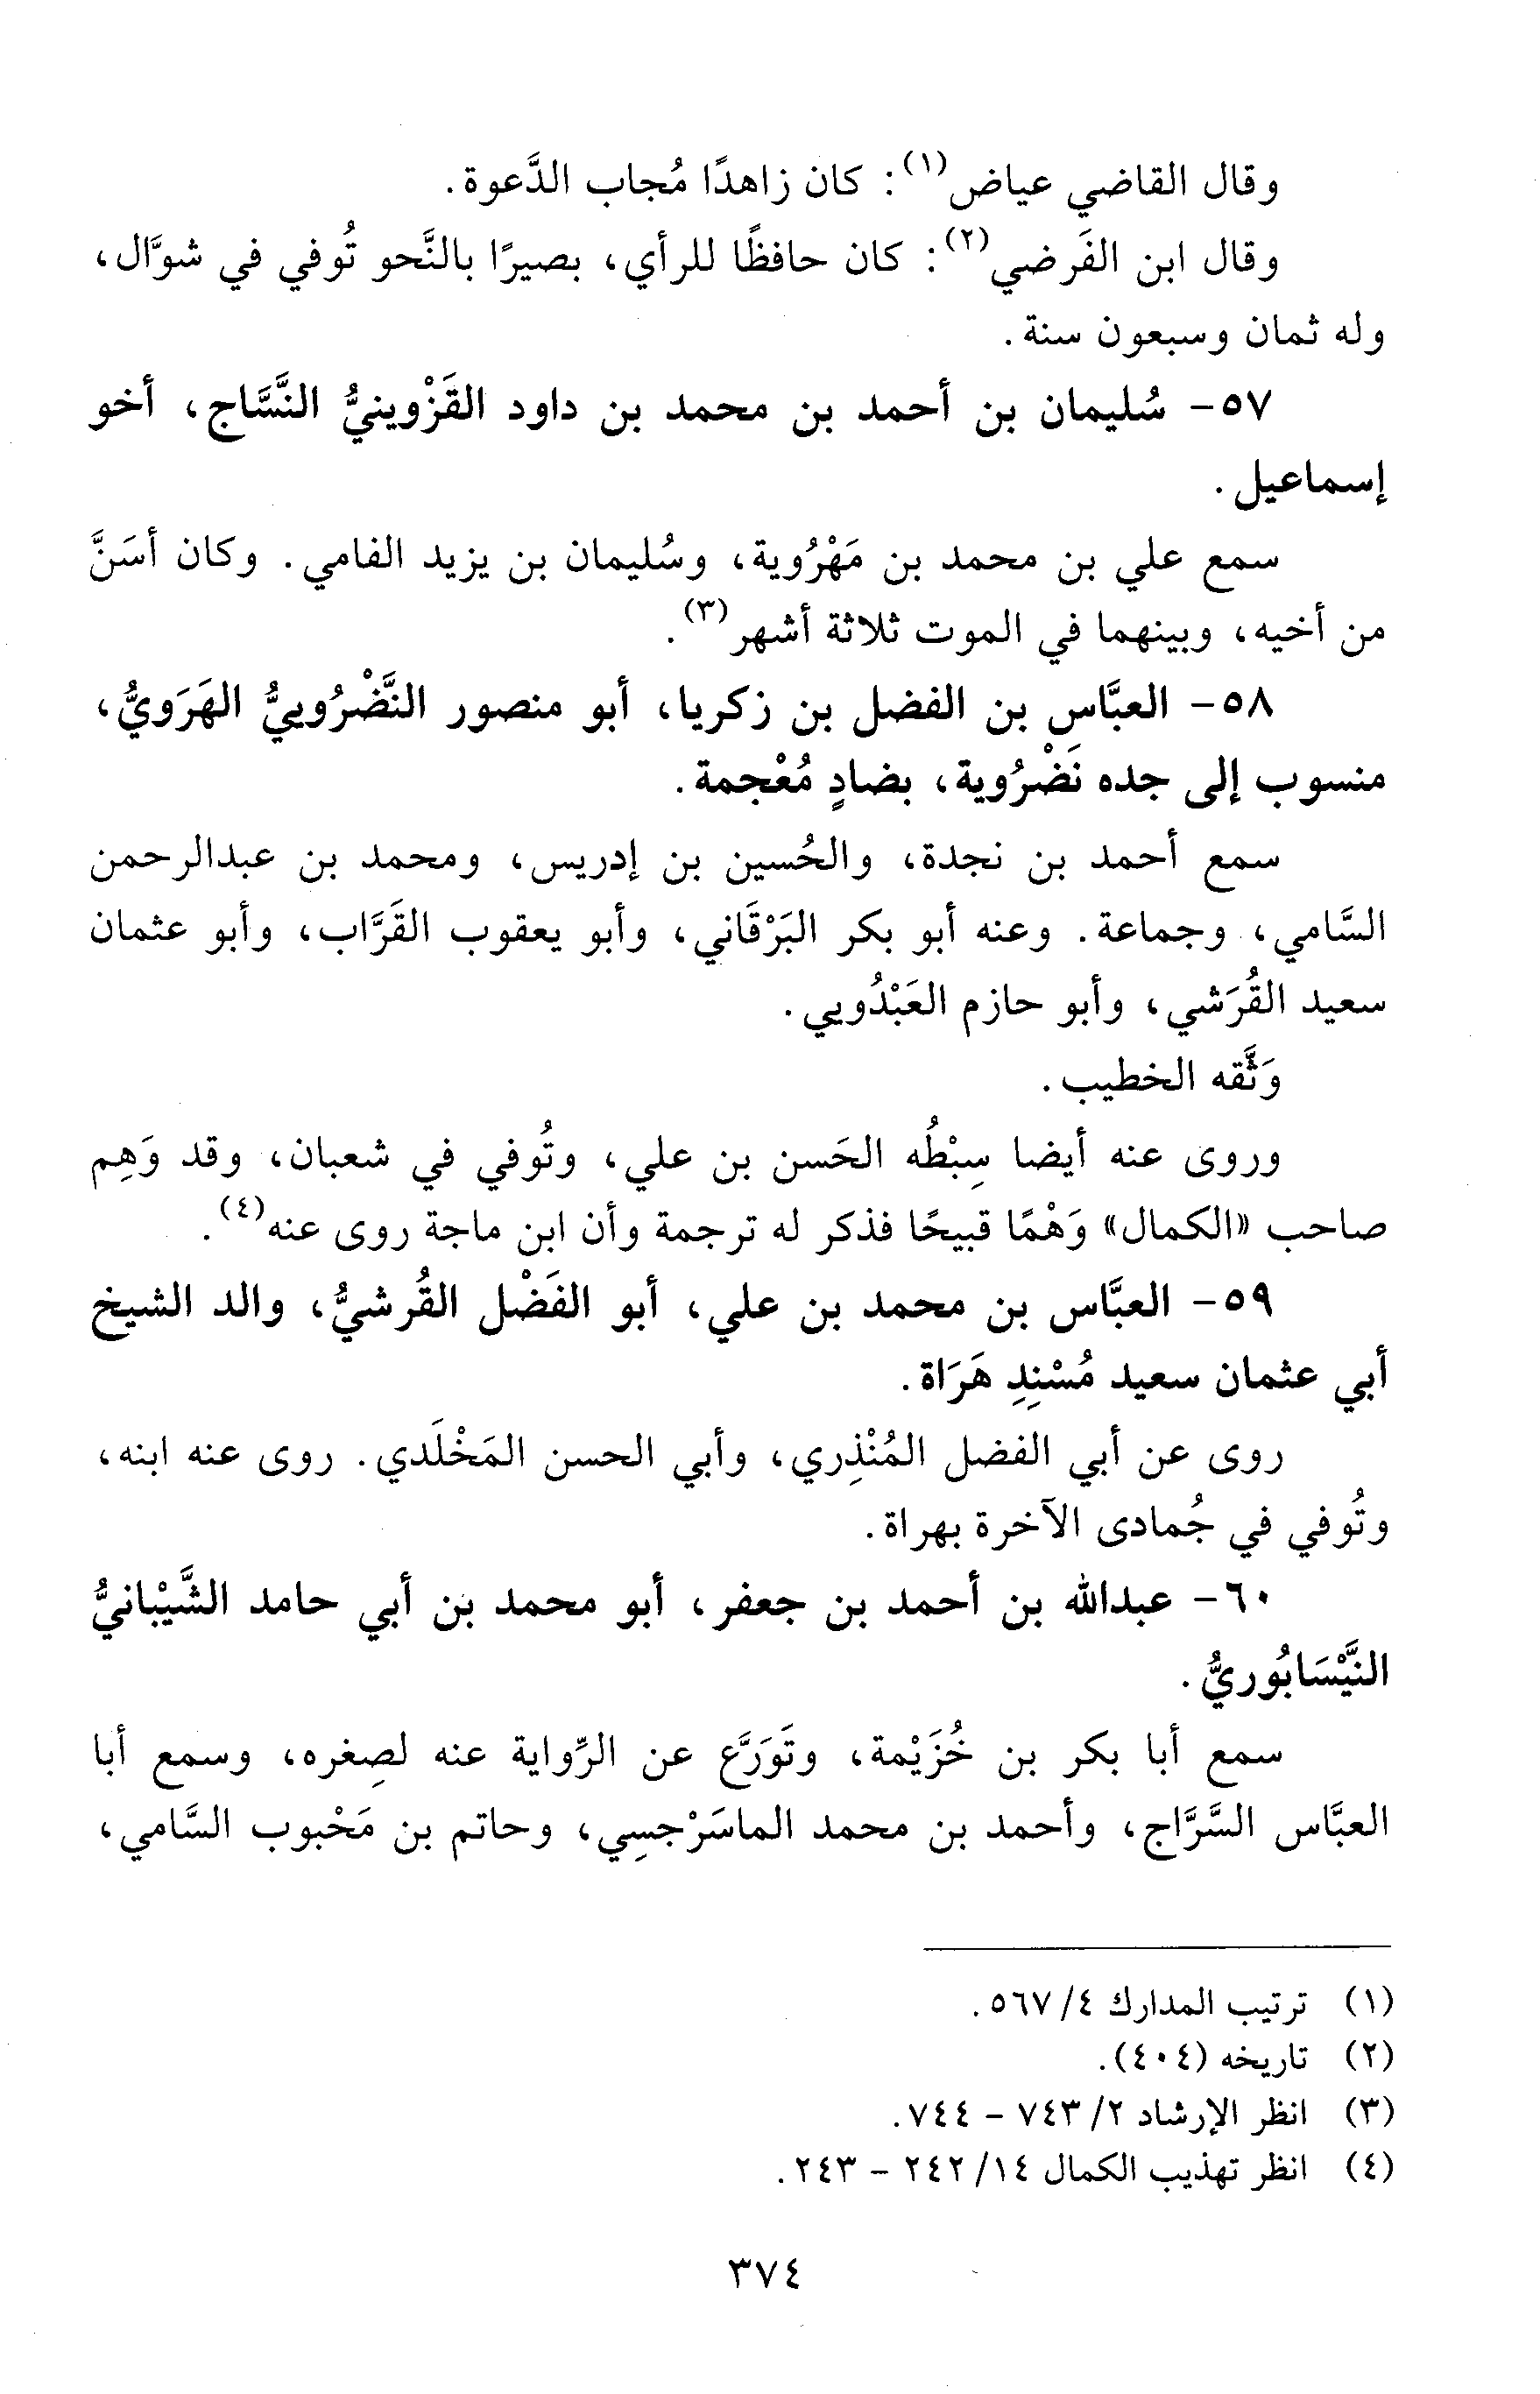 وقال القاضي عياض(١): كان زاهدًا مُجاب الدَّعوة.
وقال ابن الفَرضي(٢): كان حافظًا للرأي، بصيرًا بالنَّحو تُوفي في شوَّال،
وله ثمان وسبعون سنة.
٥٧- سُليمان بن أحمد بن محمد بن داود القَزْوينيُّ النَّسَّاج، أخو
إسماعيل.
سمع علي بن محمد بن مَهْرُوية، وسُليمان بن يزيد الفامي. وكان أسَنَّ
من أخيه، وبينهما في الموت ثلاثة أشهر(٣).
٥٨- العبَّاس بن الفضل بن زكريا، أبو منصور النَّضْرُوييُّ الهَرَويُّ،
منسوب إلى جده نَضْرُوية، بضادٍ مُعْجمة.
سمع أحمد بن نجدة، والحُسين بن إدريس، ومحمد بن عبدالرحمن
السَّامي، وجماعة. وعنه أبو بكر البَرْقَاني، وأبو يعقوب القَرَّاب، وأبو عثمان
سعيد القُرَشي، وأبو حازم العَبْدُويي.
وَثَّقه الخطيب.
وروى عنه أيضا سِبْطُه الحَسن بن علي، وتُوفي في شعبان، وقد وَهِم
صاحب «الكمال» وَهْمًا قبيحًا فذكر له ترجمة وأن ابن ماجة روى عنه(٤).
٥٩- العبَّاس بن محمد بن علي، أبو الفَضْل القُرشيُّ، والد الشيخ
أبي عثمان سعيد مُسْنِدِ هَرَاة.
روى عن أبي الفضل المُنْذِري، وأبي الحسن المَخْلَدي. روى عنه ابنه،
وتُوفي في جُمادى الآخرة بهراة.
٦٠- عبدالله بن أحمد بن جعفر، أبو محمد بن أبي حامد الشَّيْبانيُّ
النَّيْسَابُوريُّ.
سمع أبا بكر بن خُزَيْمة، وتَوَرَّع عن الرِّواية عنه لصِغره، وسمع أبا
العبَّاس السَّرَّاج، وأحمد بن محمد الماسَرْجسِي، وحاتم بن مَحْبوب السَّامي،
(١) ترتيب المدارك ٤/ ٥٦٧.
(٢) تاريخه (٤٠٤).
(٣) انظر الإرشاد ٢/ ٧٤٣ - ٧٤٤.
(٤) انظر تهذيب الكمال ١٤/ ٢٤٢ - ٢٤٣.
٣٧٤